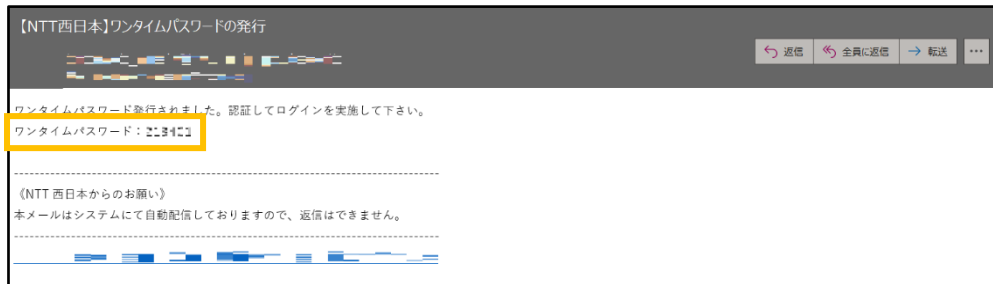 【NTT西日本】ワンタイムパスワードの発行
返信 全員に返信 転送 ...
ワンタイムパスワード発行されました。認証してログインを実施して下さい。
ワンタイムパスワード：
--------------------------------------------------------------------------------
《NTT 西日本からのお願い》
本メールはシステムにて自動配信しておりますので、返信はできません。
--------------------------------------------------------------------------------